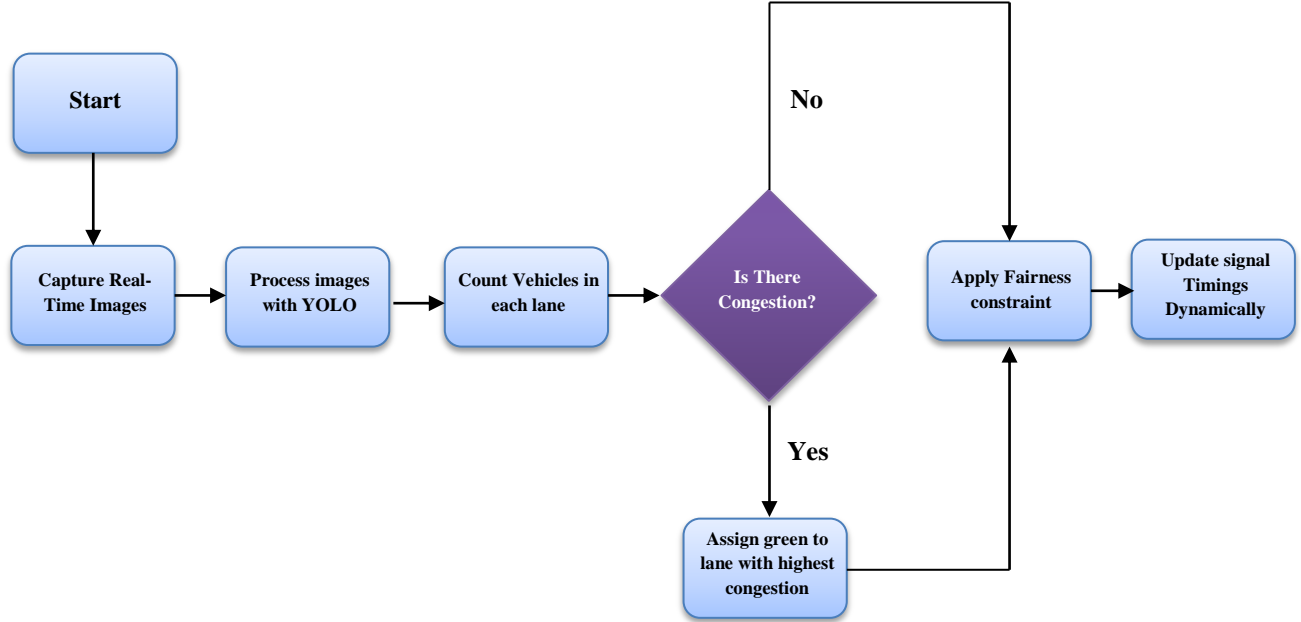 Start
Capture Real-
Time Images
Process images
with YOLO
Count Vehicles in
each lane
Is There
Congestion?
No
Yes
Assign green to
lane with highest
congestion
Apply Fairness
constraint
Update signal
Timings
Dynamically